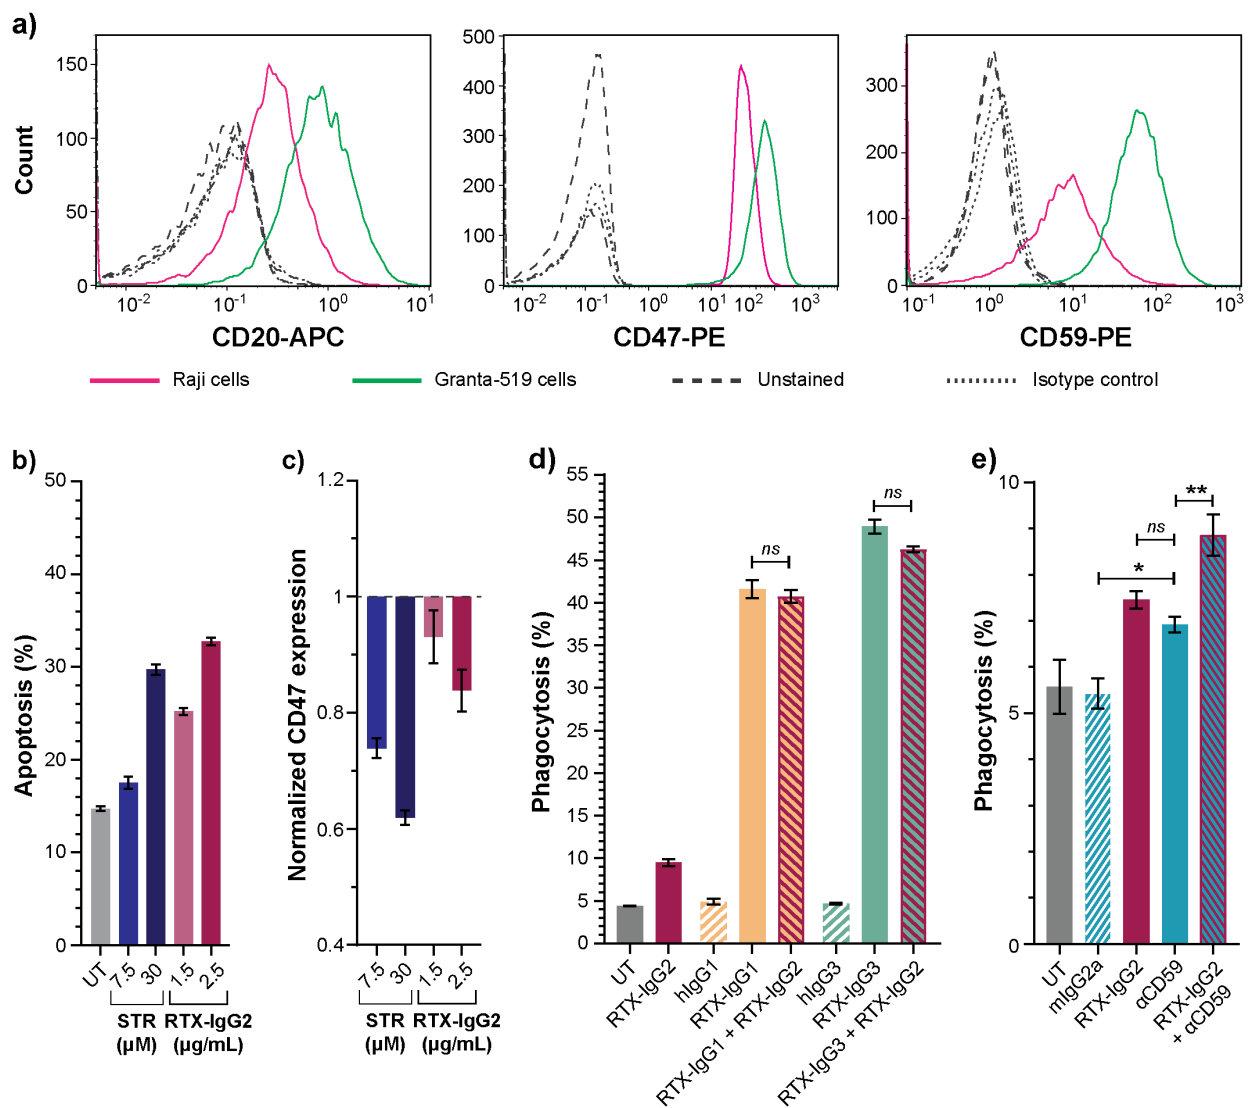 a)
Count
150
100
50
0
10-2
10-1
100
101
CD20-APC
500
400
300
200
100
0
10-2
10-1
100
101
102
103
CD47-PE
300
200
100
0
10-1
100
101
102
103
CD59-PE
Raji cells
Granta-519 cells
Unstained
Isotype control
b)
Apoptosis (%)
50
40
30
20
10
0
UT
7.5
30
1.5
2.5
STR
(μM)
RTX-IgG2
(μg/mL)
c)
Normalized CD47 expression
1.2
1
0.8
0.6
0.4
7.5
30
1.5
2.5
STR
(μM)
RTX-IgG2
(μg/mL)
d)
Phagocytosis (%)
55
50
45
40
35
30
25
20
15
10
5
0
ns
ns
UT
RTX-IgG2
hIgG1
RTX-IgG1
RTX-IgG1 + RTX-IgG2
hIgG3
RTX-IgG3
RTX-IgG3 + RTX-IgG2
e)
Phagocytosis (%)
10
5
0
*
ns
**
UT
mIgG2a
RTX-IgG2
αCD59
RTX-IgG2
+ αCD59